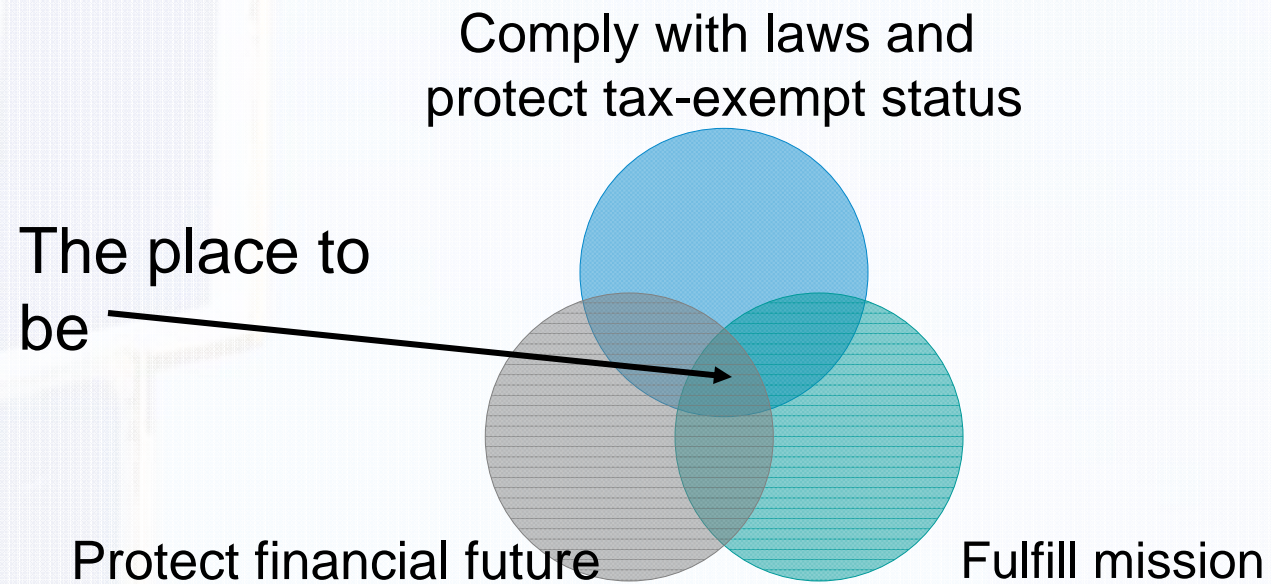 Comply with laws and
protect tax-exempt status
The place to
be
Protect financial future
Fulfill mission